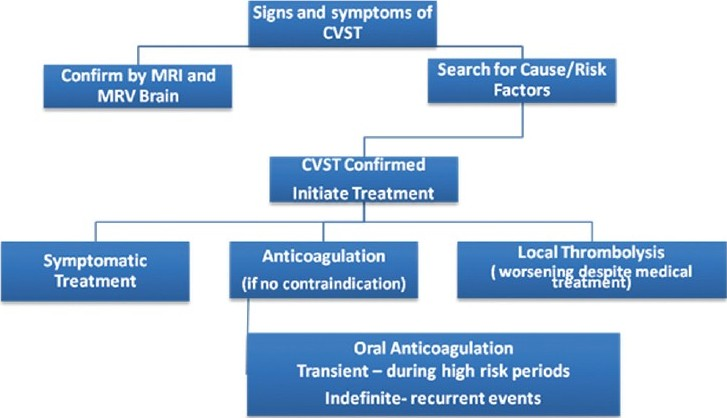 Signs and symptoms of
CVST
Confirm by MRI and
MRV Brain
Search for Cause/Risk
Factors
CVST Confirmed
Initiate Treatment
Symptomatic
Treatment
Anticoagulation
(if no contraindication)
Local Thrombolysis
( worsening despite medical
treatment)
Oral Anticoagulation
Transient – during high risk periods
Indefinite- recurrent events